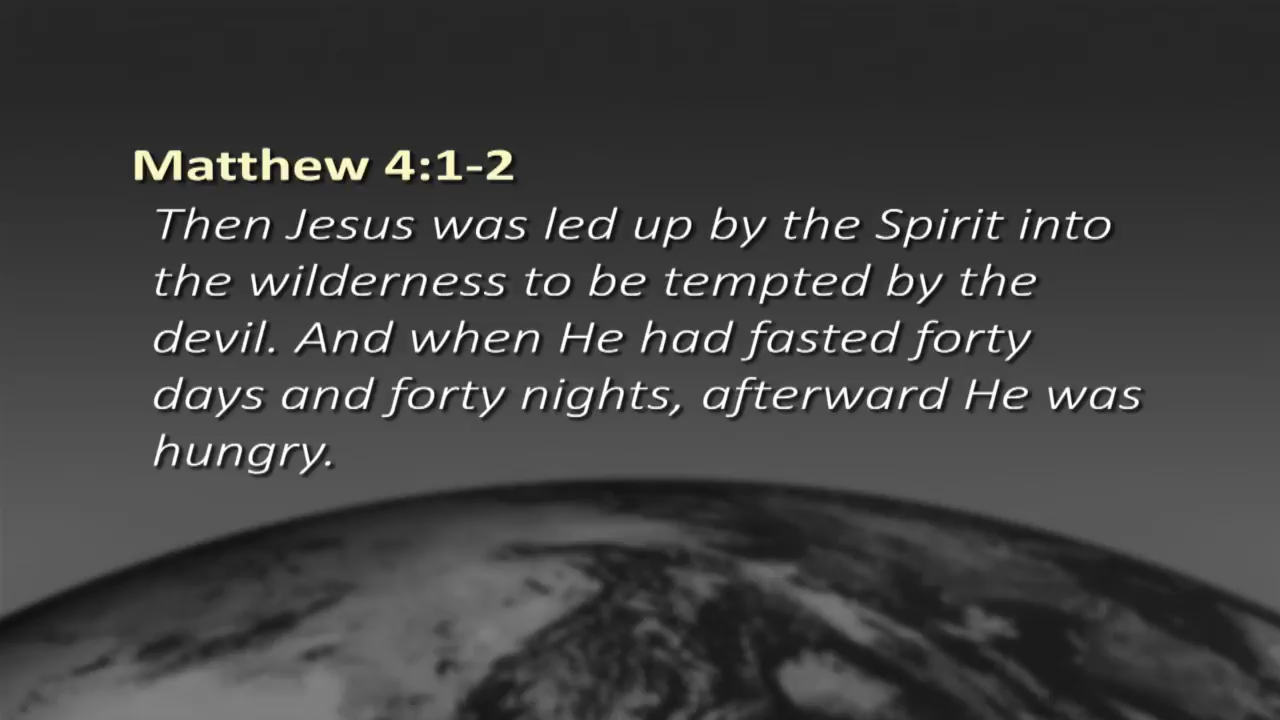 Matthew 4:1-2
Then Jesus was led up by the Spirit into
the wilderness to be tempted by the
devil. And when He had fasted forty
days and forty nights, afterward He was
hungry.